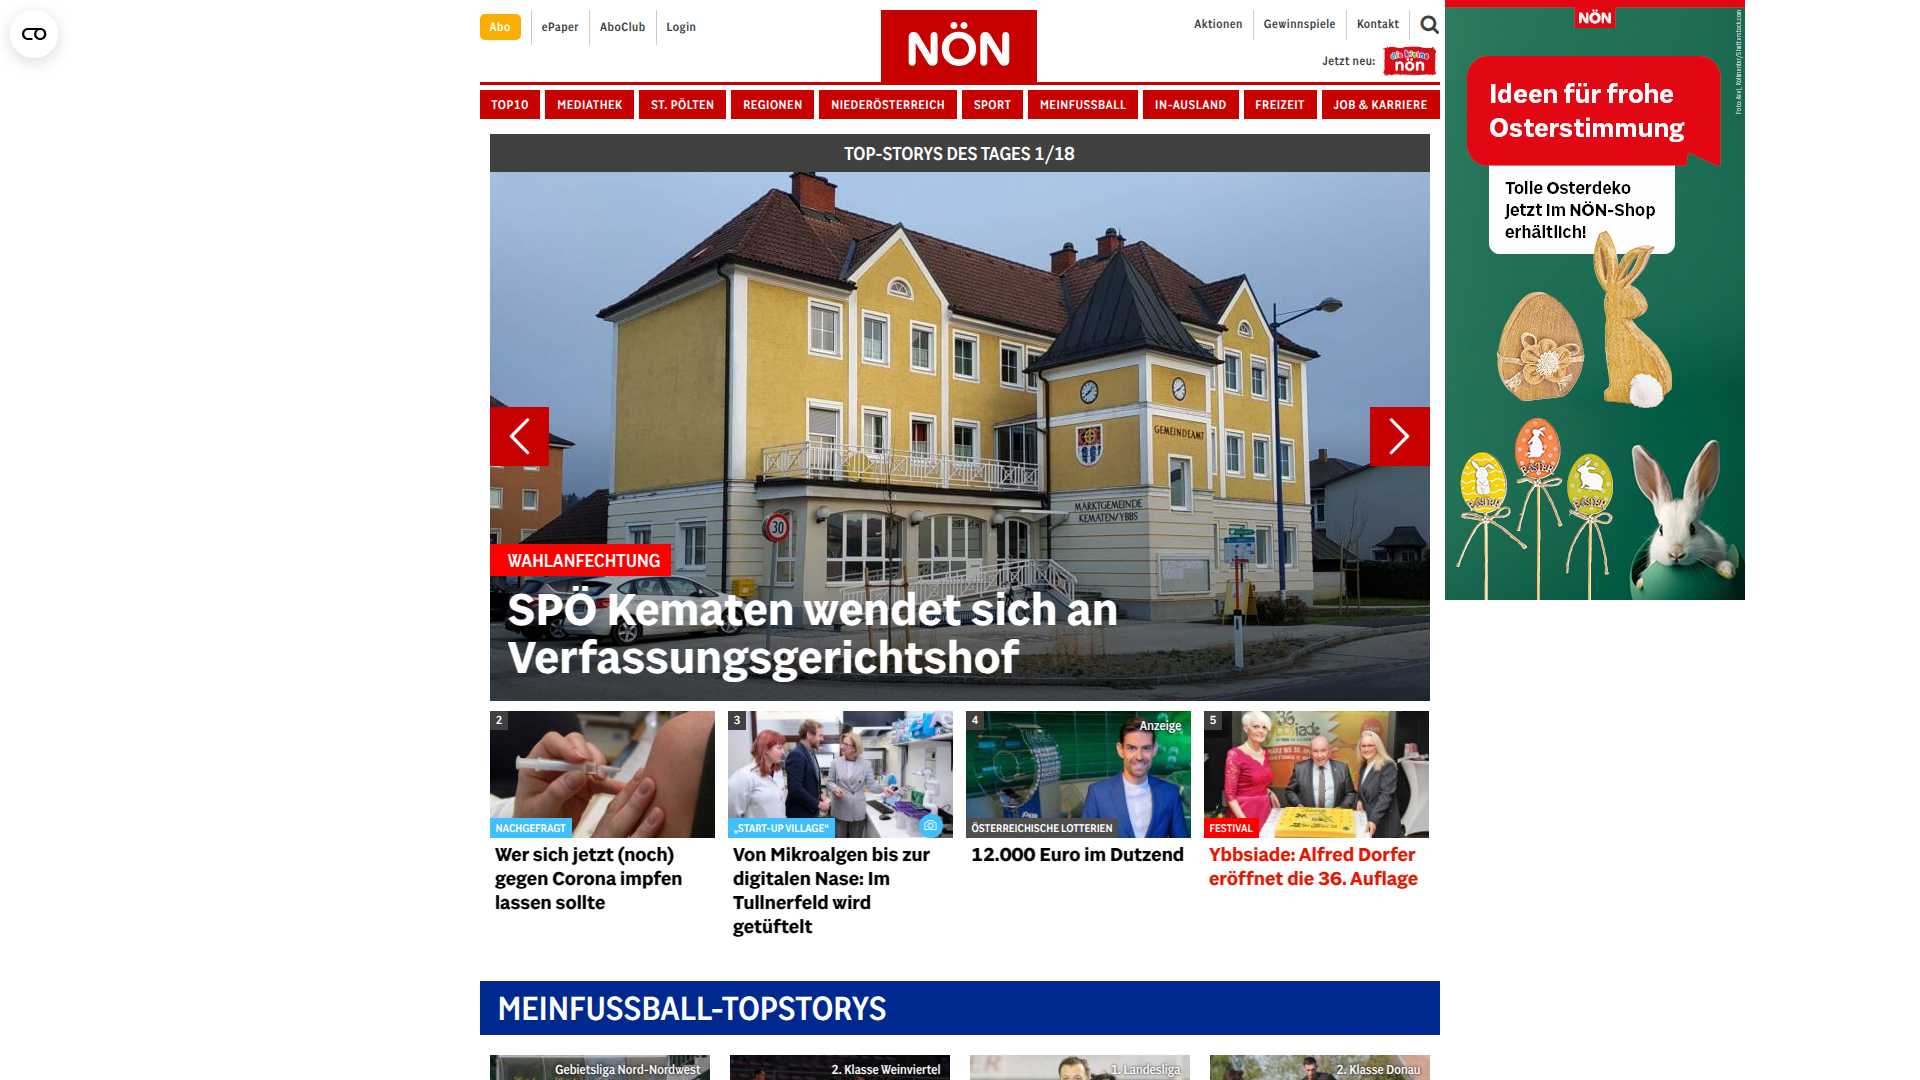 Abo
ePaper
AboClub
Login
NÖN
Aktionen
Gewinnspiele
Kontakt
Jetzt neu:
die kleine
nön
TOP10
MEDIATHEK
ST. PÖLTEN
REGIONEN
NIEDERÖSTERREICH
SPORT
MEINFUSSBALL
IN-AUSLAND
FREIZEIT
JOB & KARRIERE
TOP-STORYS DES TAGES 1/18
GEMEINDEAMT
MARKTGEMEINDE
KEMATEN/YBBS
30
WAHLANFECHTUNG
SPÖ Kematen wendet sich an
Verfassungsgerichtshof
2
NACHGEFRAGT
Wer sich jetzt (noch)
gegen Corona impfen
lassen sollte
3
„START-UP VILLAGE"
Von Mikroalgen bis zur
digitalen Nase: Im
Tullnerfeld wird
getüftelt
4
Anzeige
ÖSTERREICHISCHE LOTTERIEN
12.000 Euro im Dutzend
5
36.
FESTIVAL
Ybbsiade: Alfred Dorfer
eröffnet die 36. Auflage
MEINFUSSBALL-TOPSTORYS
Gebietsliga Nord-Nordwest
2. Klasse Weinviertel
1. Landesliga
2. Klasse Donau
NÖN
Ideen für frohe
Osterstimmung
Tolle Osterdeko
jetzt im NÖN-Shop
erhältlich!
EASTER
EASTER
EASTER